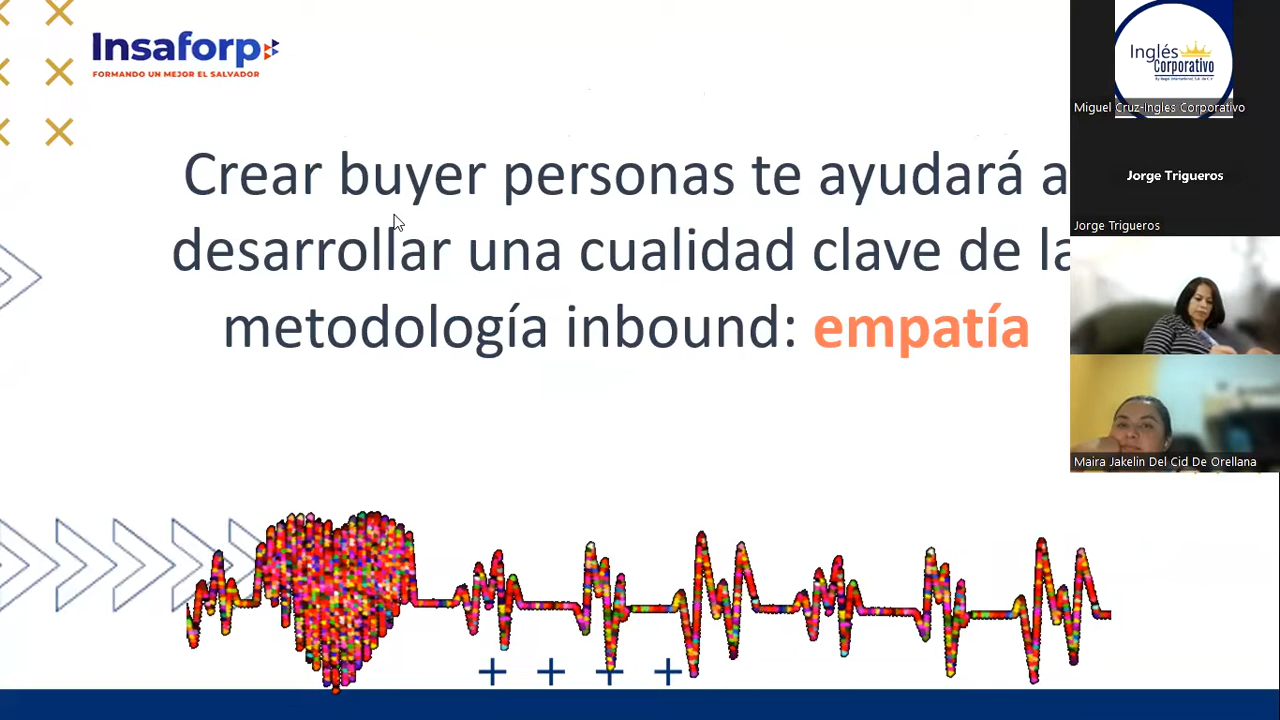 Insaforp
FORMANDO UN MEJOR EL SALVADOR
Crear buyer personas te ayudará a
desarrollar una cualidad clave de la
metodología inbound: empatía
Inglés
Corporativo
Miguel Cruz-Ingles Corporativo
Jorge Trigueros
Jorge Trigueros
Maira Jakelin Del Cid De Orellana